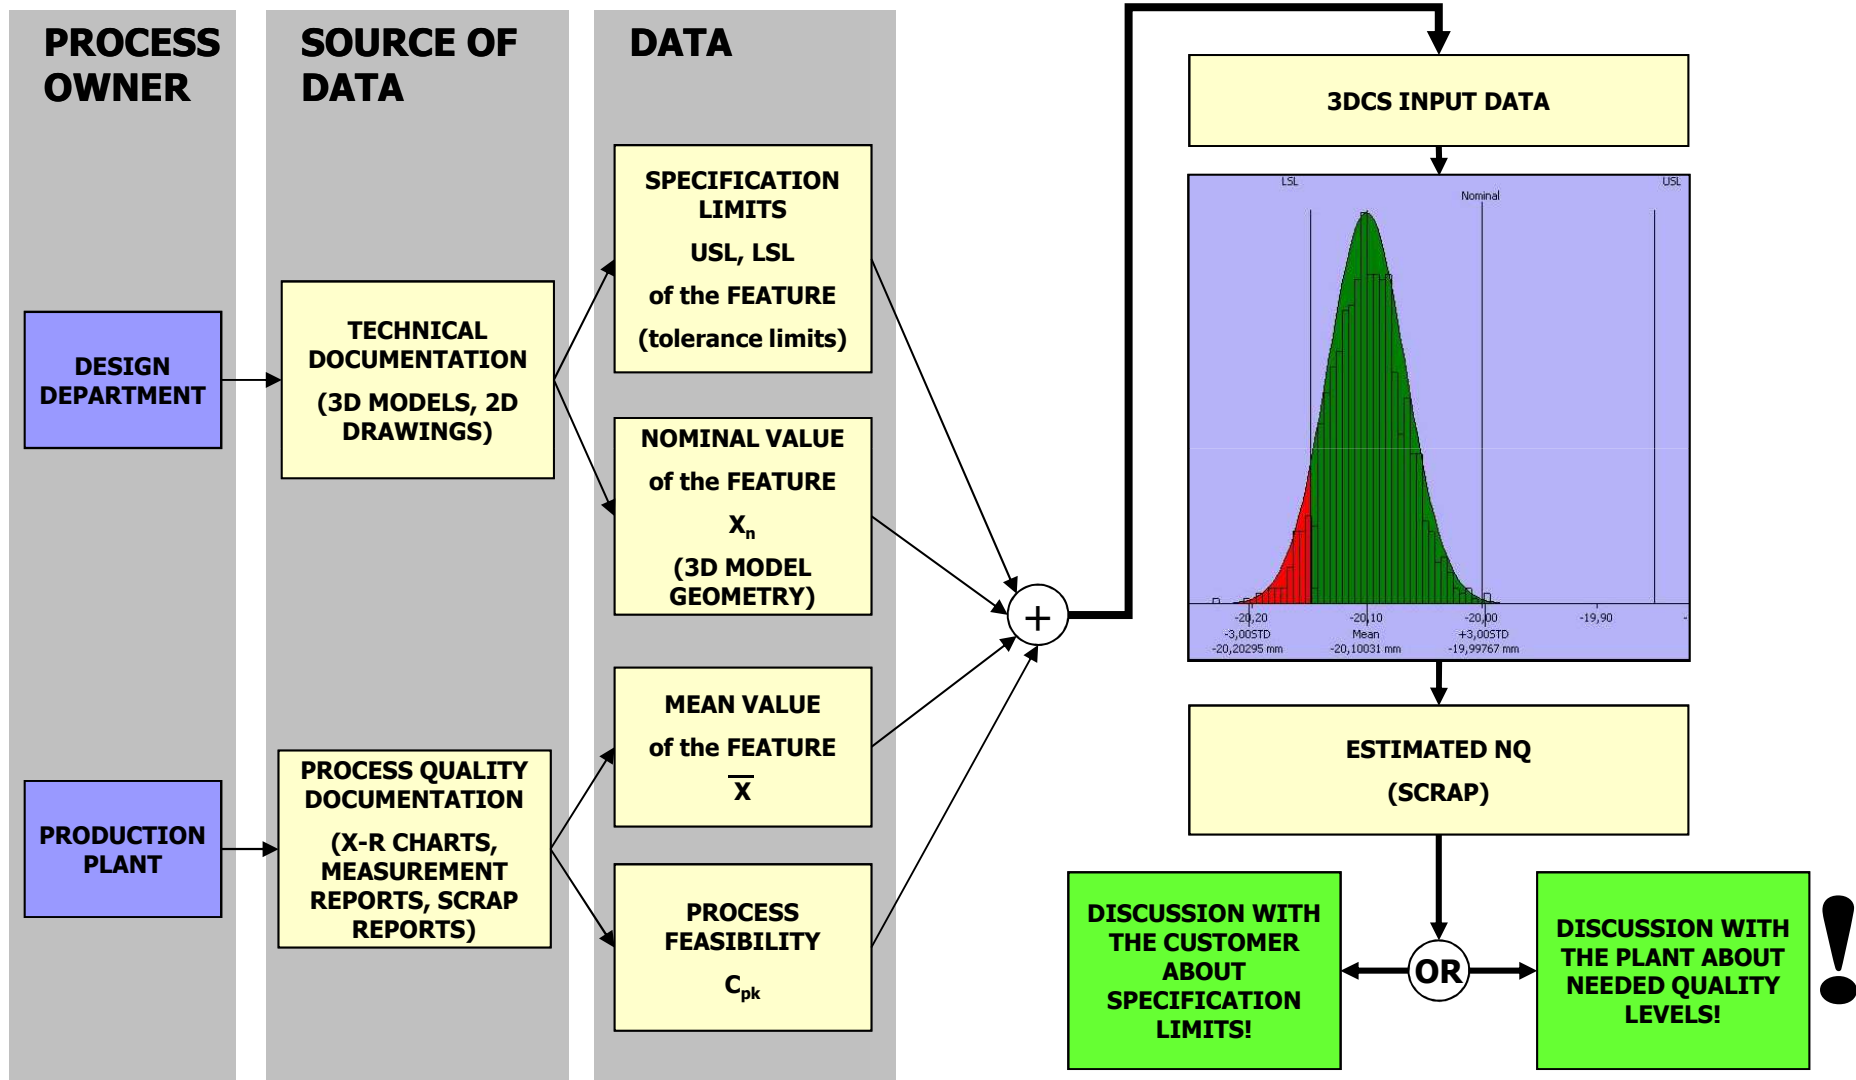 PROCESS
OWNER
SOURCE OF
DATA
DATA
DESIGN
DEPARTMENT
TECHNICAL
DOCUMENTATION
(3D MODELS, 2D
DRAWINGS)
SPECIFICATION
LIMITS
USL, LSL
of the FEATURE
(tolerance limits)
NOMINAL VALUE
of the FEATURE
Xn
(3D MODEL
GEOMETRY)
PRODUCTION
PLANT
PROCESS QUALITY
DOCUMENTATION
(X-R CHARTS,
MEASUREMENT
REPORTS, SCRAP
REPORTS)
MEAN VALUE
of the FEATURE
X̅
PROCESS
FEASIBILITY
Cpk
+
3DCS INPUT DATA
LSL
Nominal
USL
-20,20 -20,10 -20,00 -19,90 -
-3,00STD Mean +3,00STD
-20,20295 mm -20,10031 mm -19,99767 mm
ESTIMATED NQ
(SCRAP)
OR
DISCUSSION WITH
THE CUSTOMER
ABOUT
SPECIFICATION
LIMITS!
DISCUSSION WITH
THE PLANT ABOUT
NEEDED QUALITY
LEVELS!
!